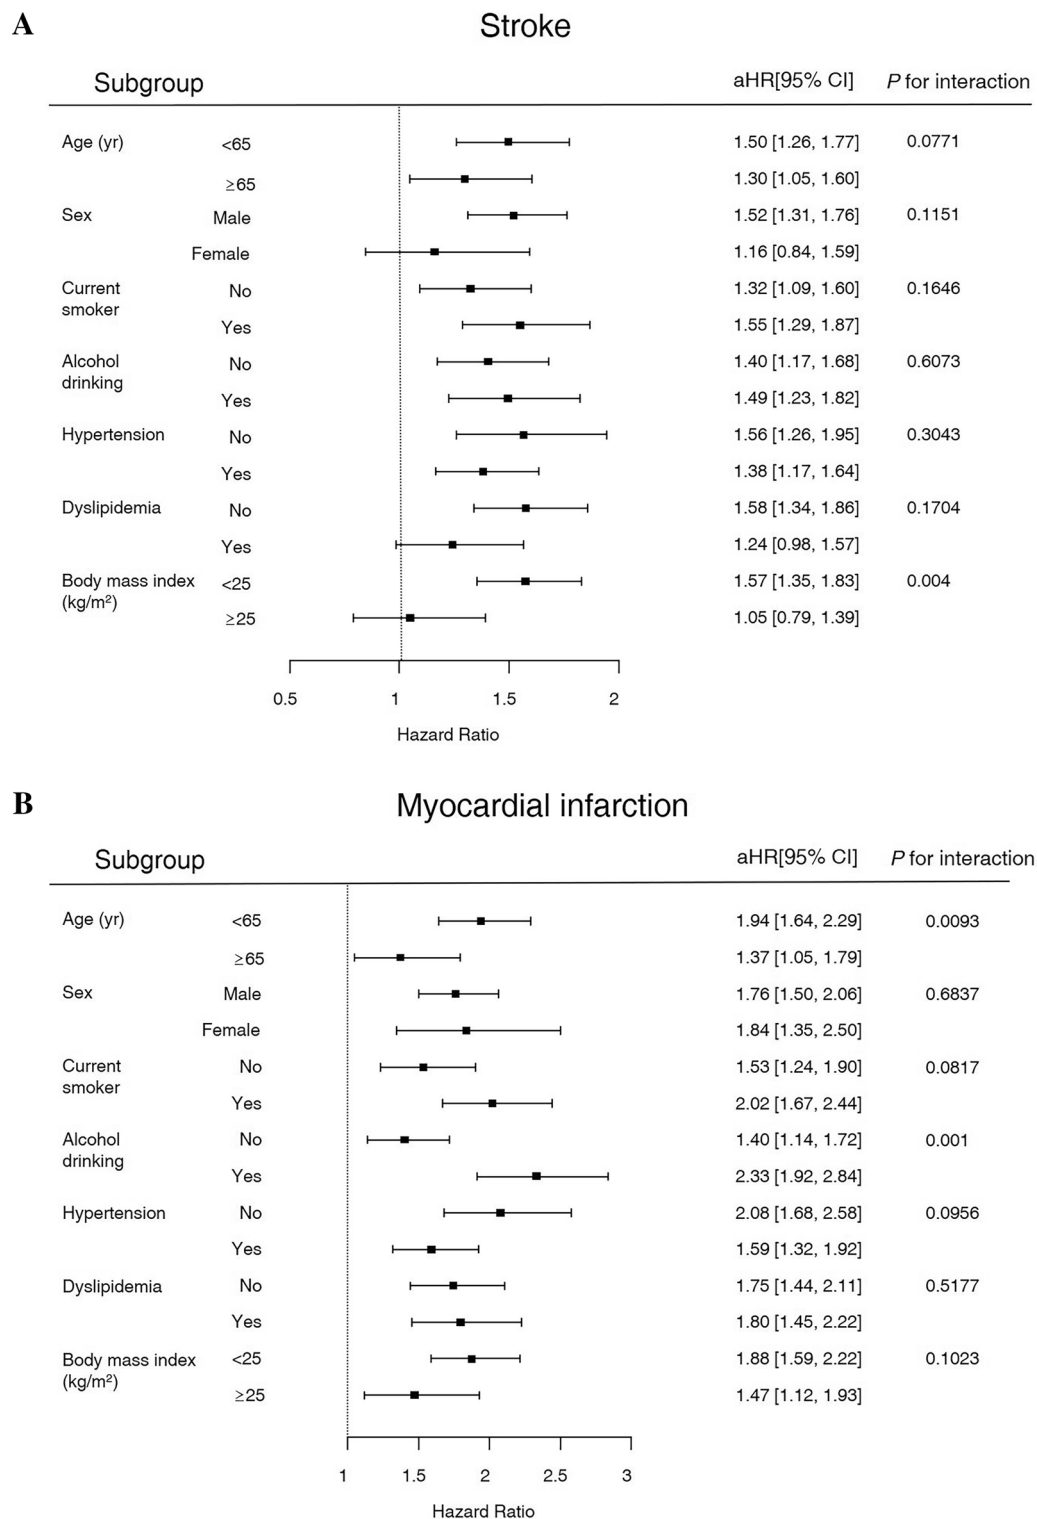 A
Stroke
Subgroup aHR[95% CI] P for interaction
Age (yr) <65 1.50 [1.26, 1.77] 0.0771
≥65 1.30 [1.05, 1.60]
Sex Male 1.52 [1.31, 1.76] 0.1151
Female 1.16 [0.84, 1.59]
Current smoker No 1.32 [1.09, 1.60] 0.1646
Yes 1.55 [1.29, 1.87]
Alcohol drinking No 1.40 [1.17, 1.68] 0.6073
Yes 1.49 [1.23, 1.82]
Hypertension No 1.56 [1.26, 1.95] 0.3043
Yes 1.38 [1.17, 1.64]
Dyslipidemia No 1.58 [1.34, 1.86] 0.1704
Yes 1.24 [0.98, 1.57]
Body mass index (kg/m²) <25 1.57 [1.35, 1.83] 0.004
≥25 1.05 [0.79, 1.39]
0.5 1 1.5 2
Hazard Ratio
B
Myocardial infarction
Subgroup aHR[95% CI] P for interaction
Age (yr) <65 1.94 [1.64, 2.29] 0.0093
≥65 1.37 [1.05, 1.79]
Sex Male 1.76 [1.50, 2.06] 0.6837
Female 1.84 [1.35, 2.50]
Current smoker No 1.53 [1.24, 1.90] 0.0817
Yes 2.02 [1.67, 2.44]
Alcohol drinking No 1.40 [1.14, 1.72] 0.001
Yes 2.33 [1.92, 2.84]
Hypertension No 2.08 [1.68, 2.58] 0.0956
Yes 1.59 [1.32, 1.92]
Dyslipidemia No 1.75 [1.44, 2.11] 0.5177
Yes 1.80 [1.45, 2.22]
Body mass index (kg/m²) <25 1.88 [1.59, 2.22] 0.1023
≥25 1.47 [1.12, 1.93]
1 1.5 2 2.5 3
Hazard Ratio